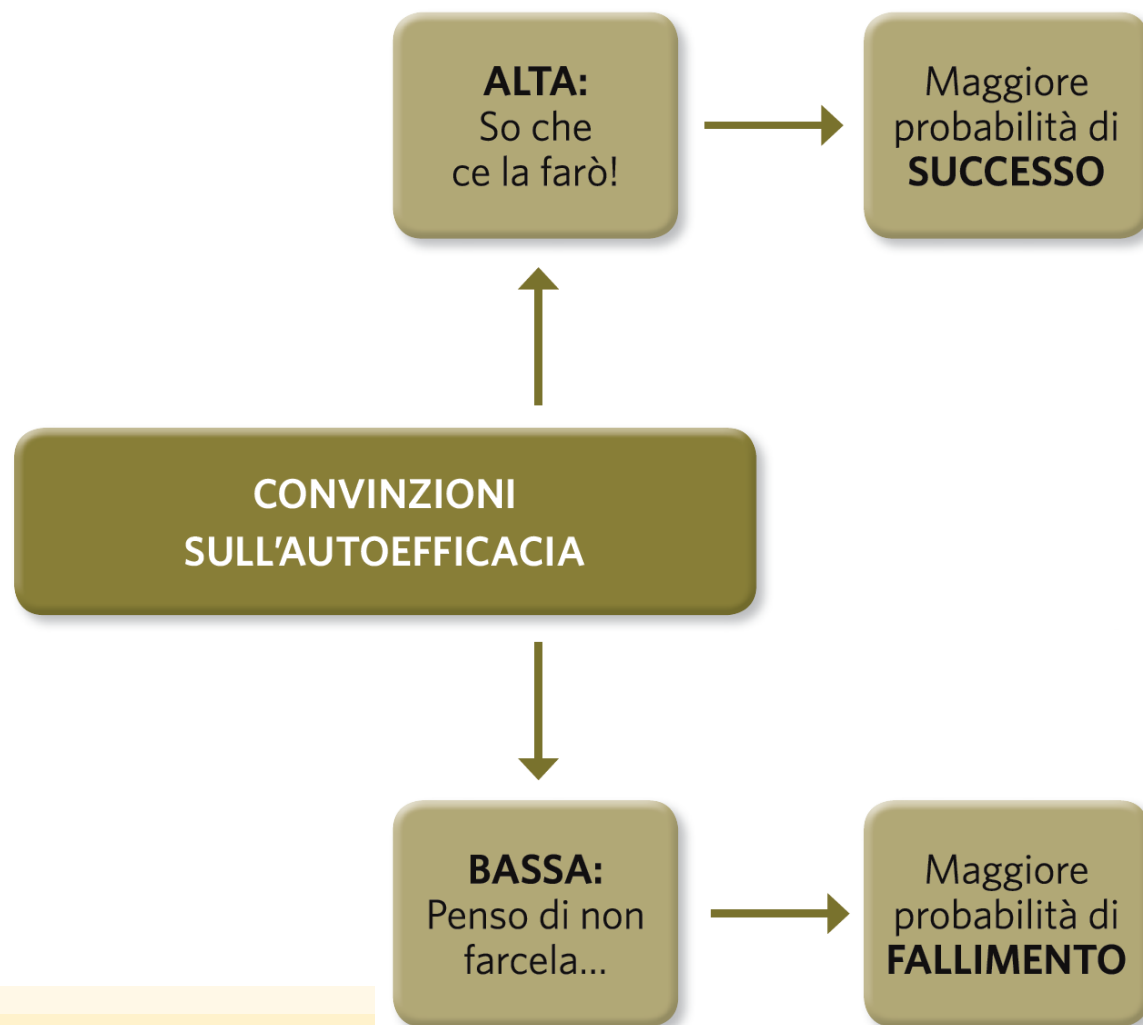 ALTA:
So che
ce la farò!
Maggiore
probabilità di
SUCCESSO
CONVINZIONI
SULL'AUTOEFFICACIA
BASSA:
Penso di non
farcela...
Maggiore
probabilità di
FALLIMENTO